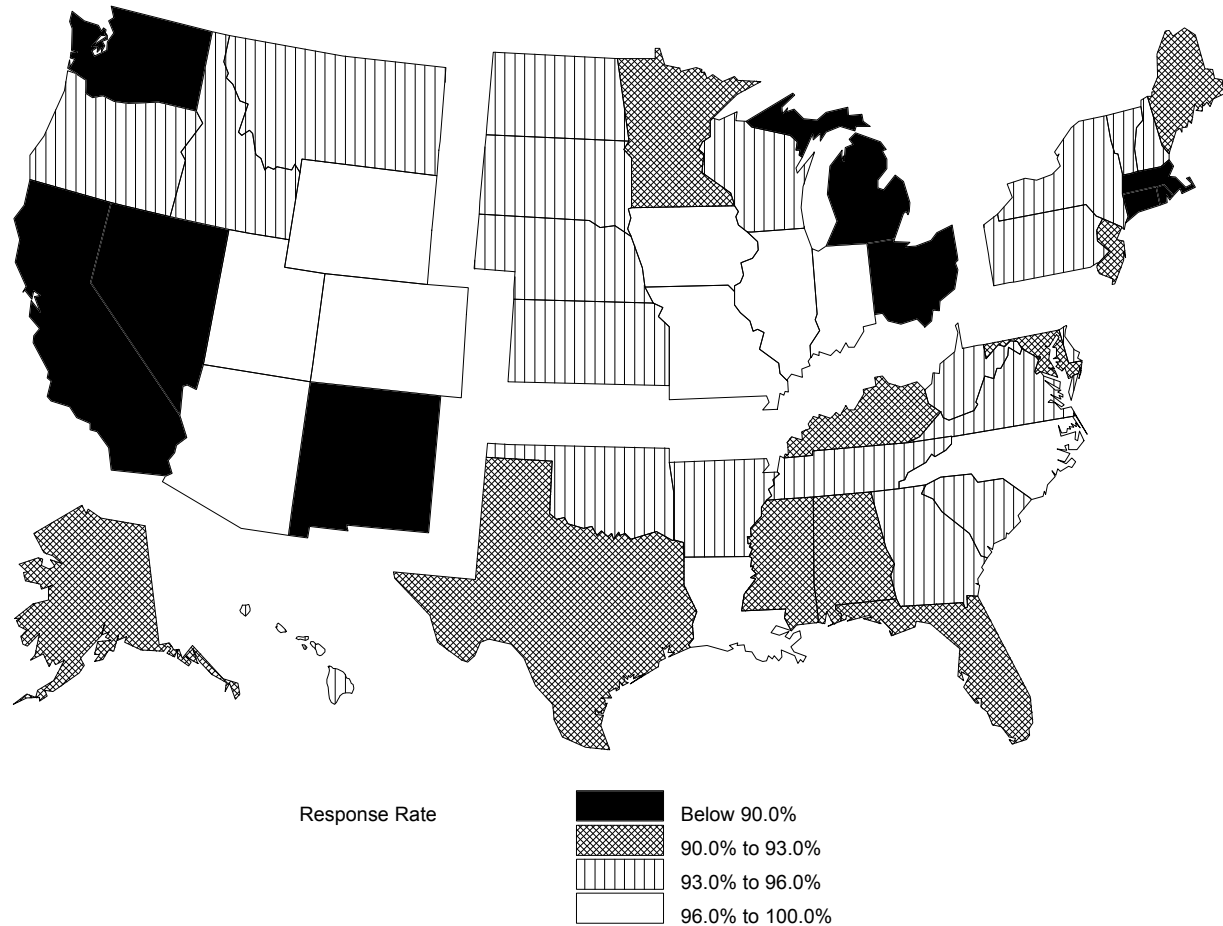 Response Rate
Below 90.0%
90.0% to 93.0%
93.0% to 96.0%
96.0% to 100.0%